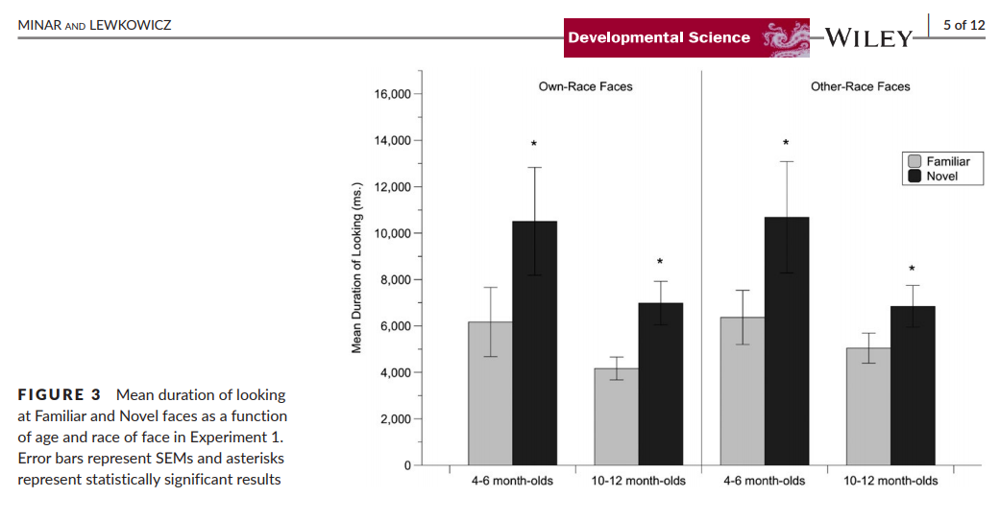 MINAR AND LEWKOWICZ
Developmental Science
WILEY
5 of 12
Own-Race Faces
Other-Race Faces
Familiar
Novel
Mean Duration of Looking (ms.)
16,000
14,000
12,000
10,000
8,000
6,000
4,000
2,000
0
*
*
*
*
4-6 month-olds
10-12 month-olds
4-6 month-olds
10-12 month-olds
FIGURE 3 Mean duration of looking
at Familiar and Novel faces as a function
of age and race of face in Experiment 1.
Error bars represent SEMs and asterisks
represent statistically significant results